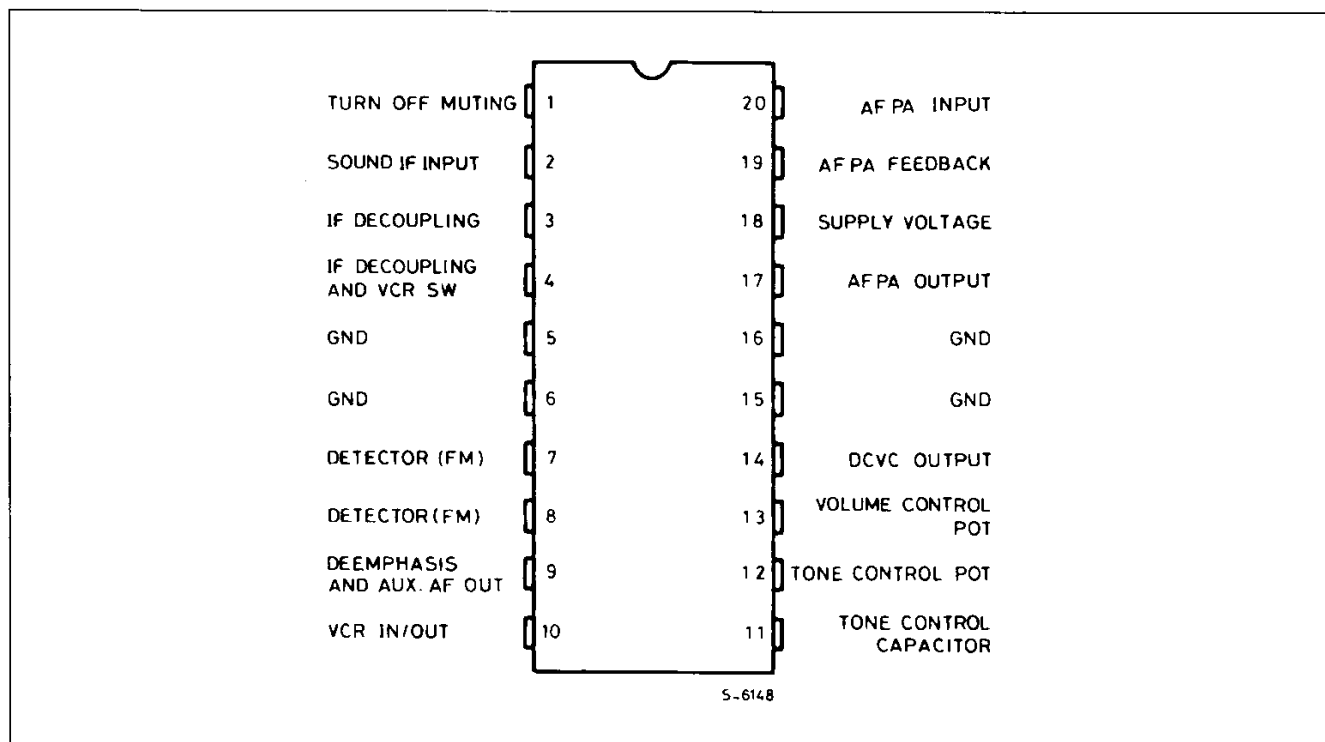 TURN OFF MUTING 1
SOUND IF INPUT 2
IF DECOUPLING 3
IF DECOUPLING
AND VCR SW 4
GND 5
GND 6
DETECTOR (FM) 7
DETECTOR (FM) 8
DEEMPHASIS
AND AUX. AF OUT 9
VCR IN/OUT 10
20 AF PA INPUT
19 AF PA FEEDBACK
18 SUPPLY VOLTAGE
17 AF PA OUTPUT
16 GND
15 GND
14 DCVC OUTPUT
13 VOLUME CONTROL
POT
12 TONE CONTROL POT
11 TONE CONTROL
CAPACITOR
S-6148